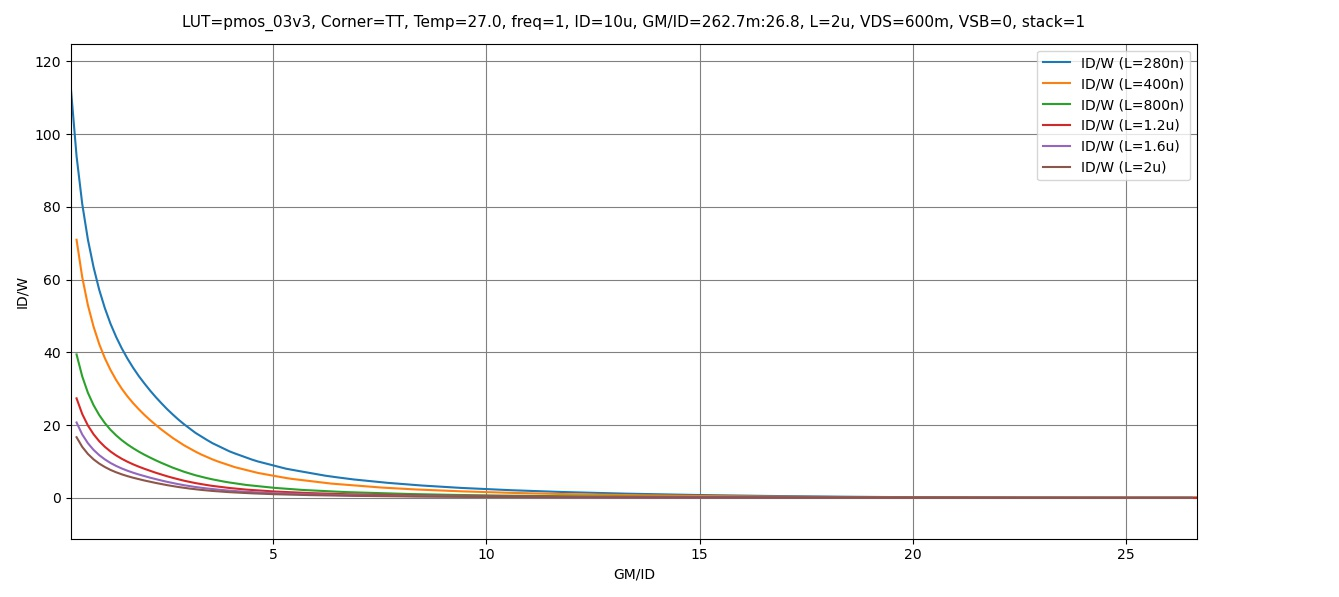 LUT=pmos_03v3, Corner=TT, Temp=27.0, freq=1, ID=10u, GM/ID=262.7m:26.8, L=2u, VDS=600m, VSB=0, stack=1
ID/W (L=280n)
ID/W (L=400n)
ID/W (L=800n)
ID/W (L=1.2u)
ID/W (L=1.6u)
ID/W (L=2u)
120
100
80
60
40
20
0
ID/W
5
10
15
20
25
GM/ID